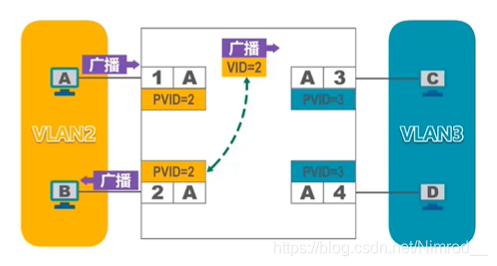 广播
VID=2
广播
A
1 A
PVID=2
A 3
PVID=3
C
VLAN2
VLAN3
PVID=2
2 A
广播
B
PVID=3
A 4
D
https://blog.csdn.net/Nimrod__